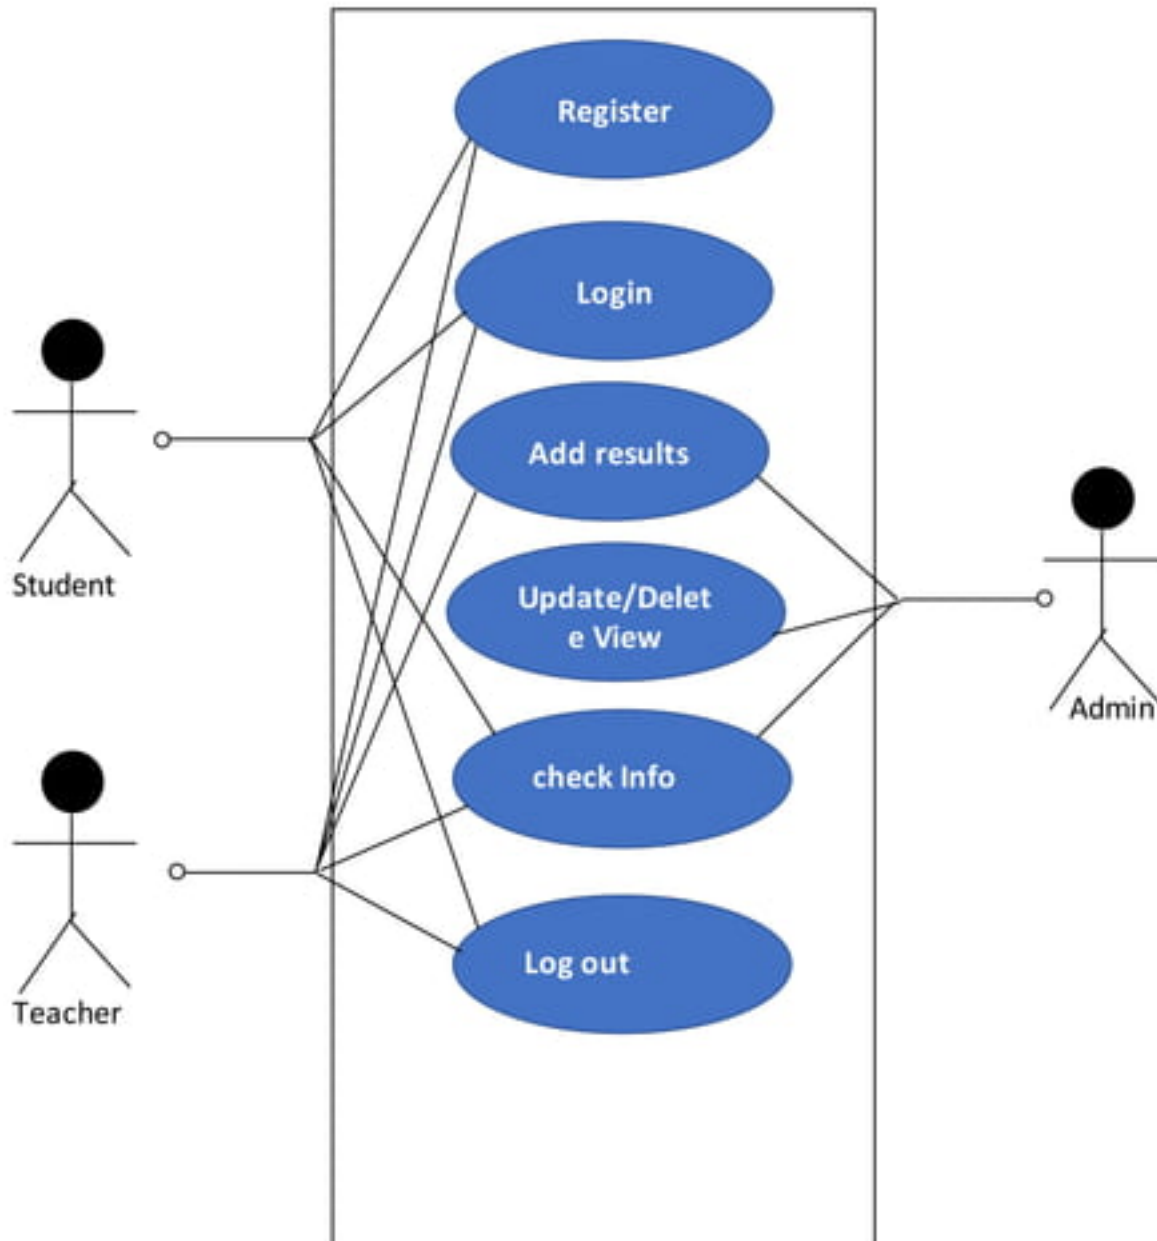 Register
Login
Add results
Update/Delet
e View
check Info
Log out
Student
Teacher
Admin